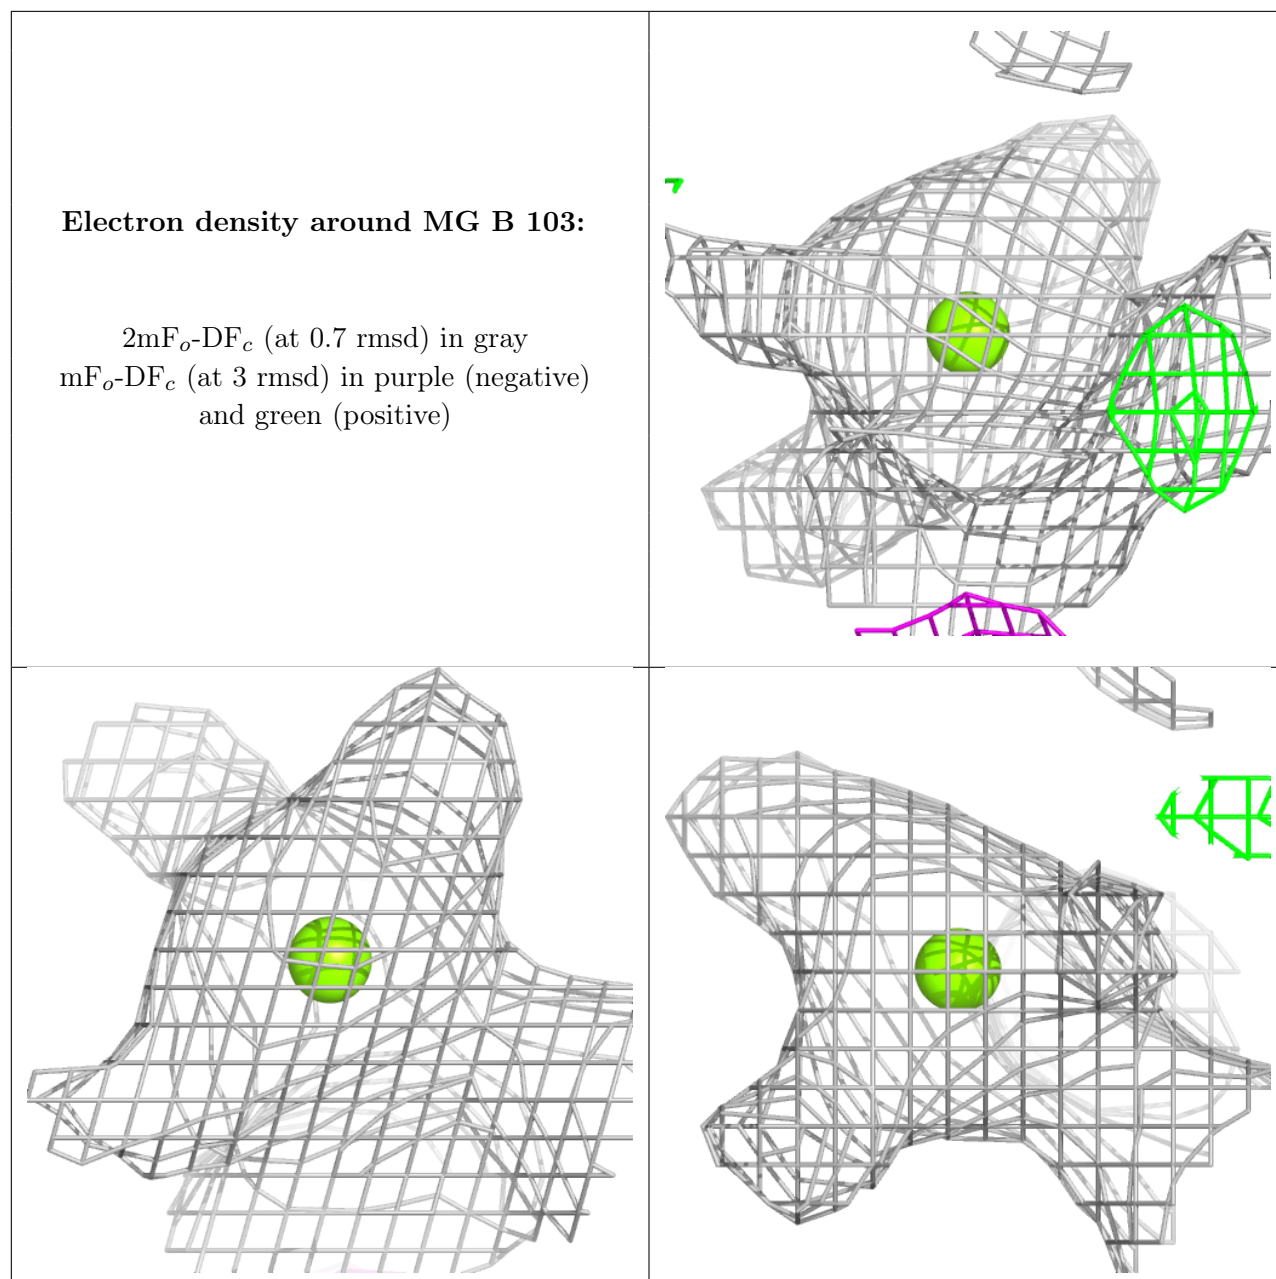 Electron density around MG B 103:
2mFo-DFc (at 0.7 rmsd) in gray
mFo-DFc (at 3 rmsd) in purple (negative)
and green (positive)